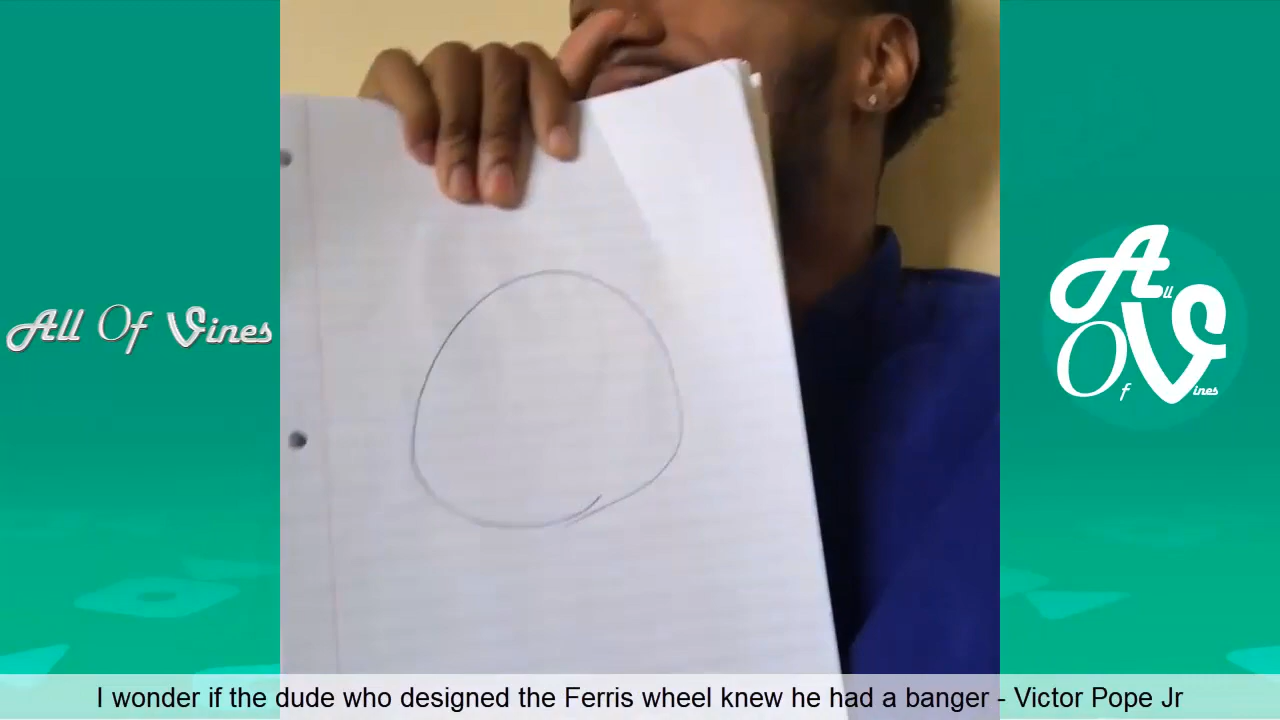 All Of Vines
All
Of Vines
I wonder if the dude who designed the Ferris wheel knew he had a banger - Victor Pope Jr